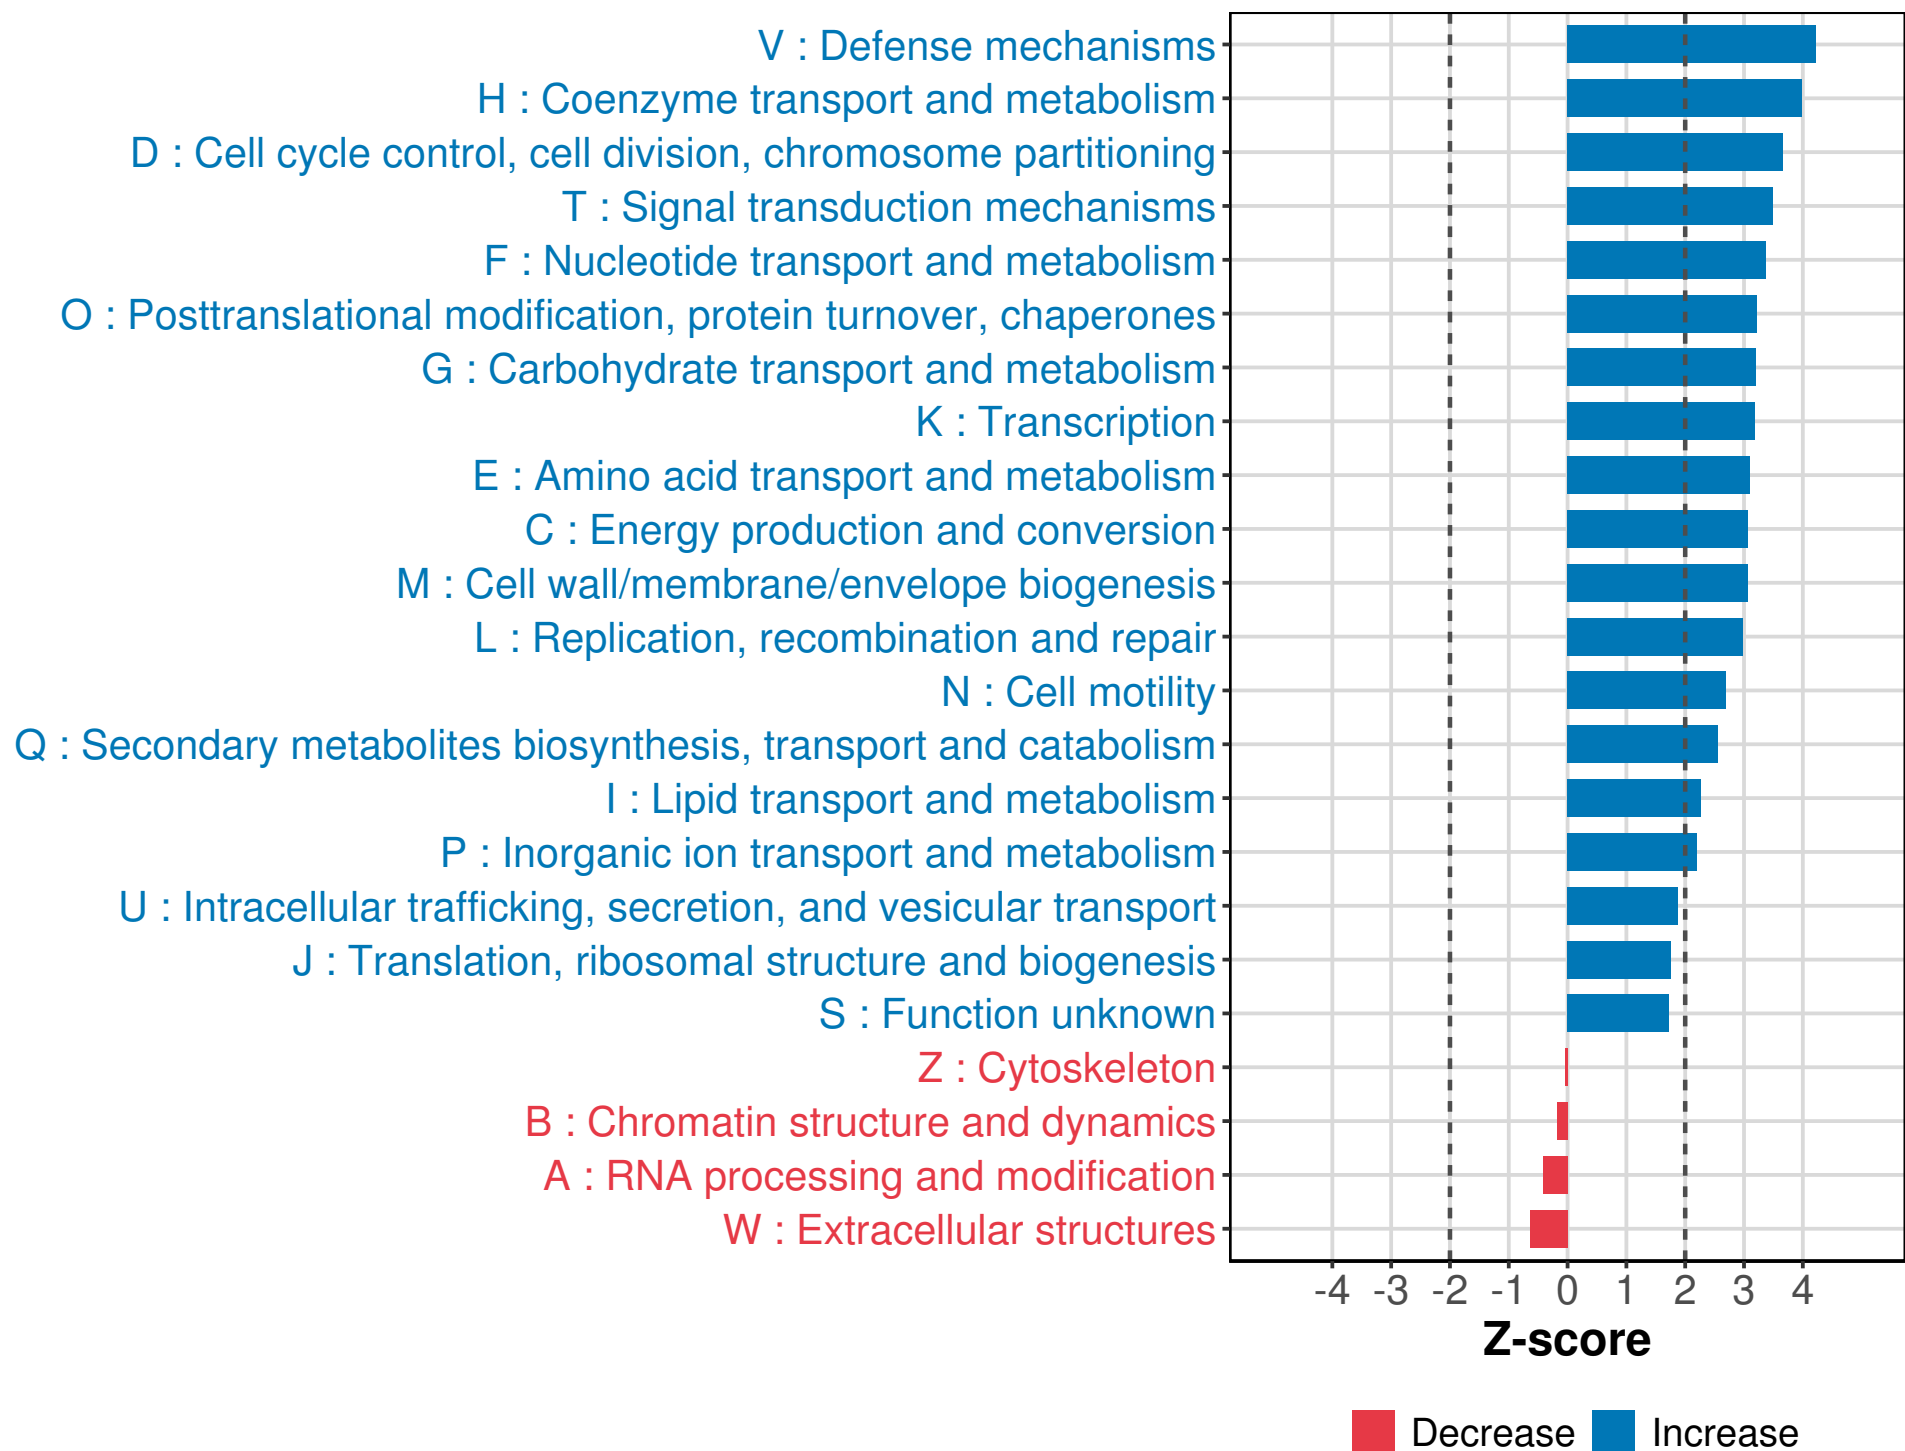 V : Defense mechanisms
H : Coenzyme transport and metabolism
D : Cell cycle control, cell division, chromosome partitioning
T : Signal transduction mechanisms
F : Nucleotide transport and metabolism
O : Posttranslational modification, protein turnover, chaperones
G : Carbohydrate transport and metabolism
K : Transcription
E : Amino acid transport and metabolism
C : Energy production and conversion
M : Cell wall/membrane/envelope biogenesis
L : Replication, recombination and repair
N : Cell motility
Q : Secondary metabolites biosynthesis, transport and catabolism
I : Lipid transport and metabolism
P : Inorganic ion transport and metabolism
U : Intracellular trafficking, secretion, and vesicular transport
J : Translation, ribosomal structure and biogenesis
S : Function unknown
Z : Cytoskeleton
B : Chromatin structure and dynamics
A : RNA processing and modification
W : Extracellular structures
-4 -3 -2 -1 0 1 2 3 4
Z-score
Decrease Increase